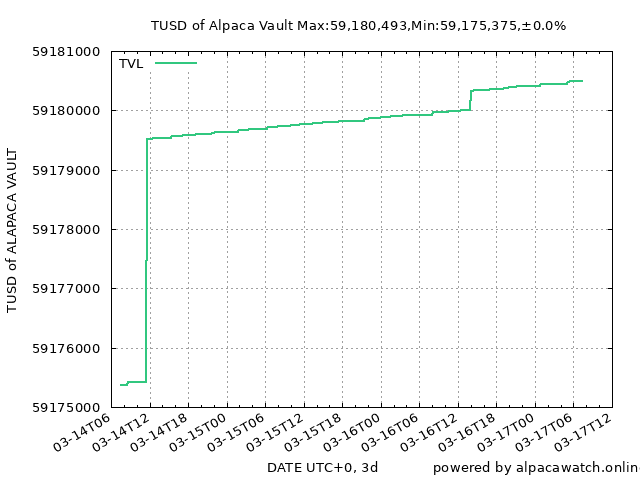 TUSD of Alpaca Vault Max:59,180,493,Min:59,175,375,±0.0%
TVL
59181000
59180000
59179000
59178000
59177000
59176000
59175000
TUSD of ALAPACA VAULT
03-14T06
03-14T12
03-14T18
03-15T00
03-15T06
03-15T12
03-15T18
03-16T00
03-16T06
03-16T12
03-16T18
03-17T00
03-17T06
03-17T12
DATE UTC+0, 3d
powered by alpacawatch.onlin